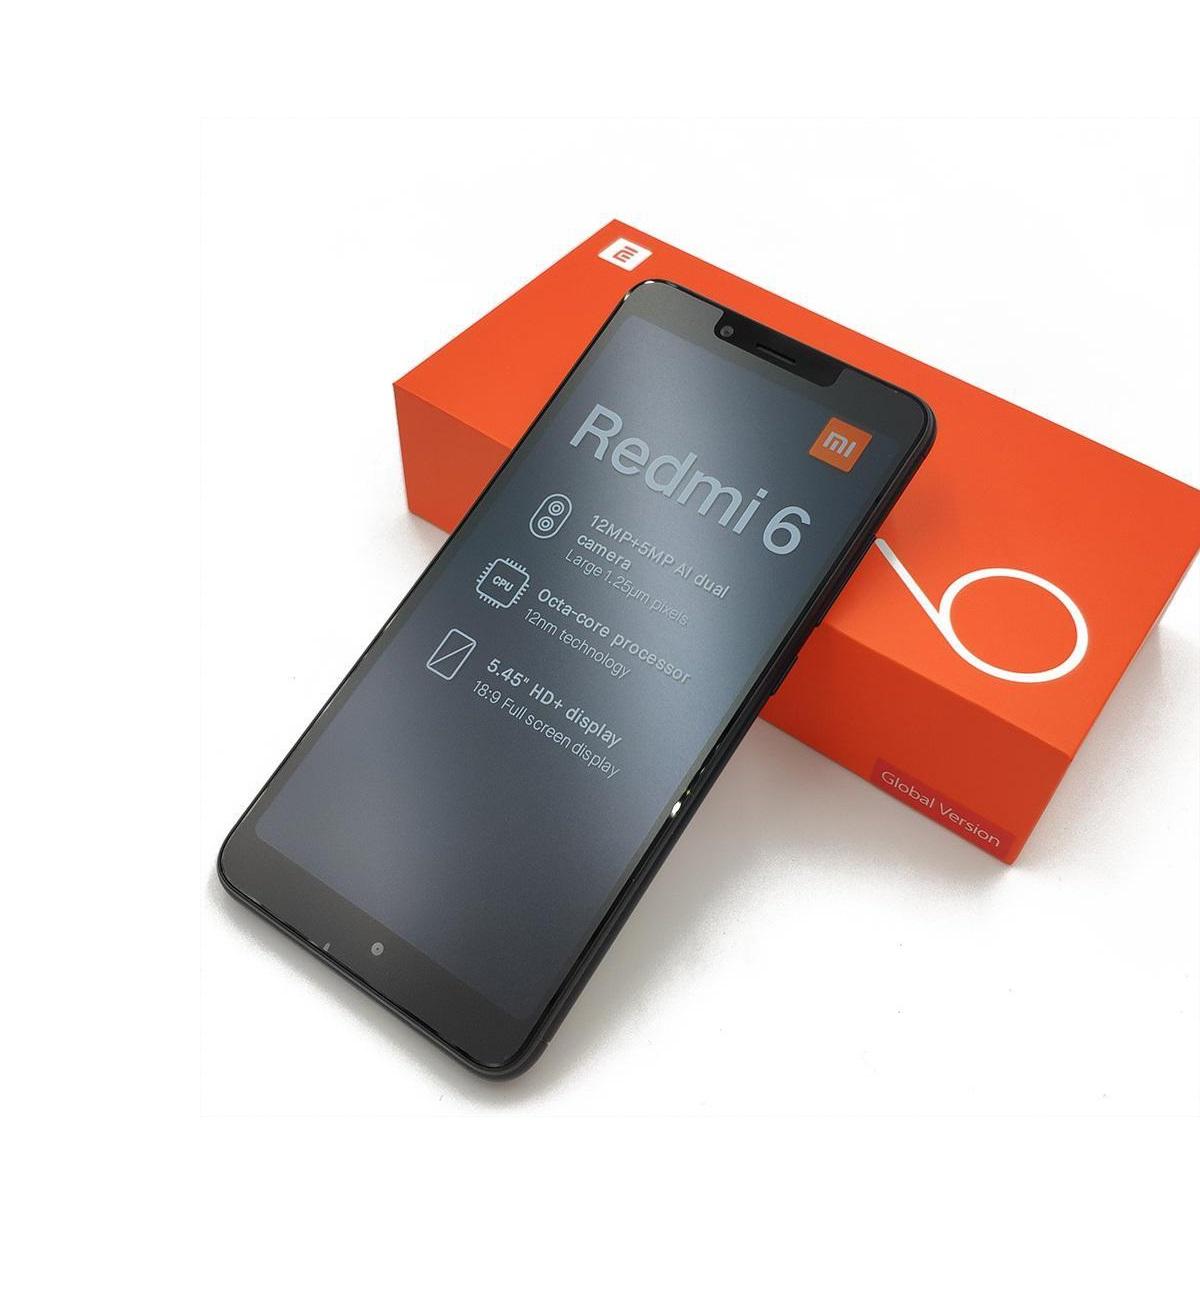 Redmi 6
mi
12MP+5MP AI dual
camera
Large 1.25µm pixels
CPU
Octa-core processor
12nm technology
5.45" HD+ display
18:9 Full screen display
6
Global Version